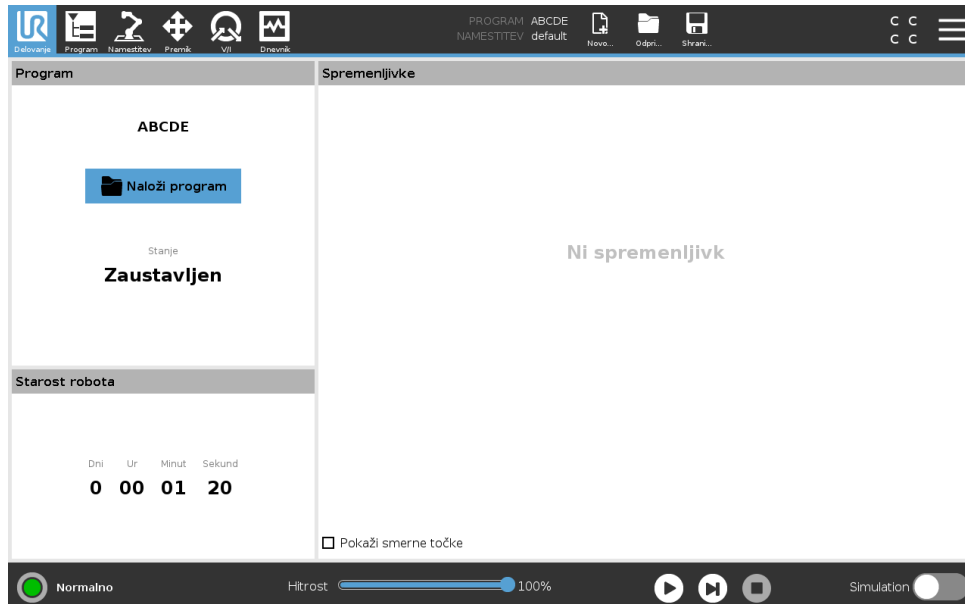 PROGRAM ABCDE
NAMESTITEV default
C C
C C
Delovanje Program Namestitev Premik V/I Dnevnik Novo... Odpri... Shrani...
Program
ABCDE
Naloži program
Stanje
Zaustavljen
Starost robota
Dni Ur Minut Sekund
0 00 01 20
Spremenljivke
Ni spremenljivk
Pokaži smerne točke
Normalno Hitrost 100% Simulation